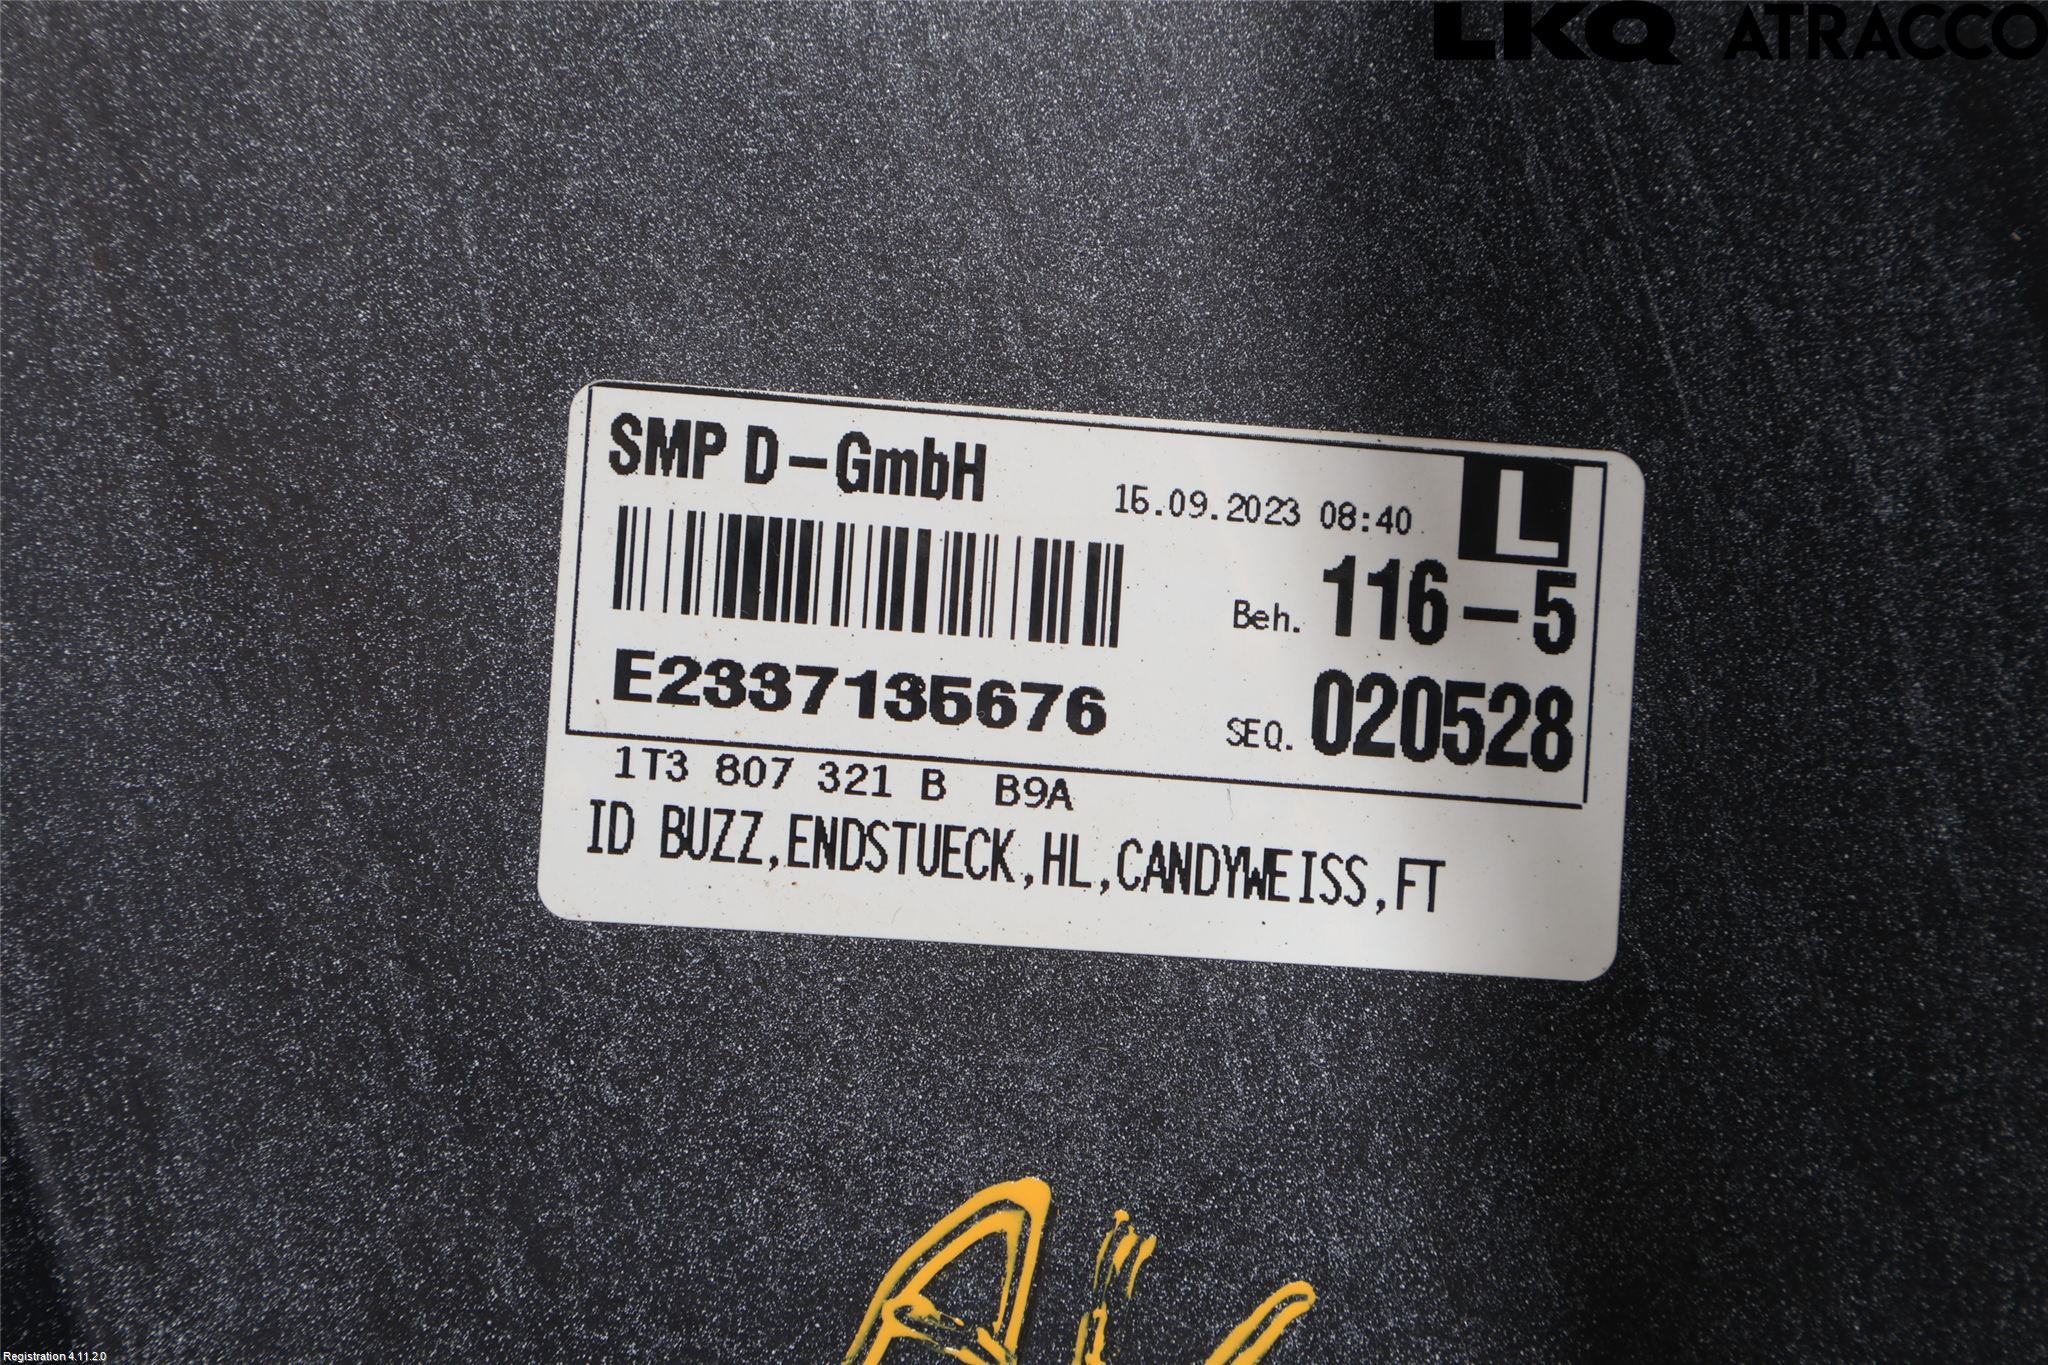 LKQ ATRACCO
SMP D-GmbH
15.09.2023 08:40
L
Beh. 116-5
E2337135676
SEQ. 020528
1T3 807 321 B B9A
ID BUZZ,ENDSTUECK,HL,CANDYWEISS,FT
Registration 4.11.2.0